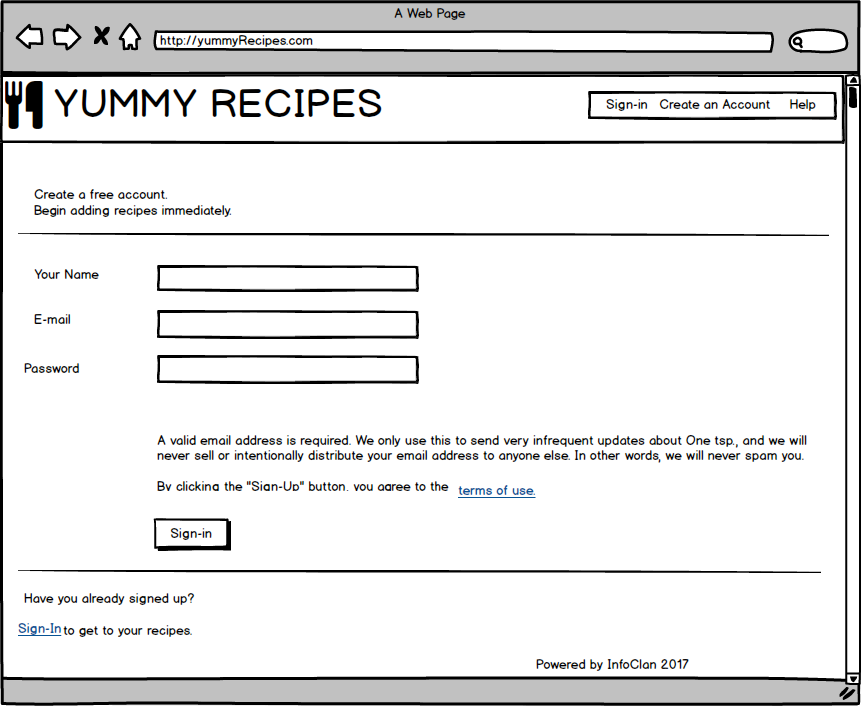 A Web Page
http://yummyRecipes.com
YUMMY RECIPES
Sign-in Create an Account Help
Create a free account.
Begin adding recipes immediately.
Your Name
E-mail
Password
A valid email address is required. We only use this to send very infrequent updates about One tsp., and we will
never sell or intentionally distribute your email address to anyone else. In other words, we will never spam you.
By clicking the "Sign-Up" button, you agree to the terms of use.
Sign-in
Have you already signed up?
Sign-In to get to your recipes.
Powered by InfoClan 2017